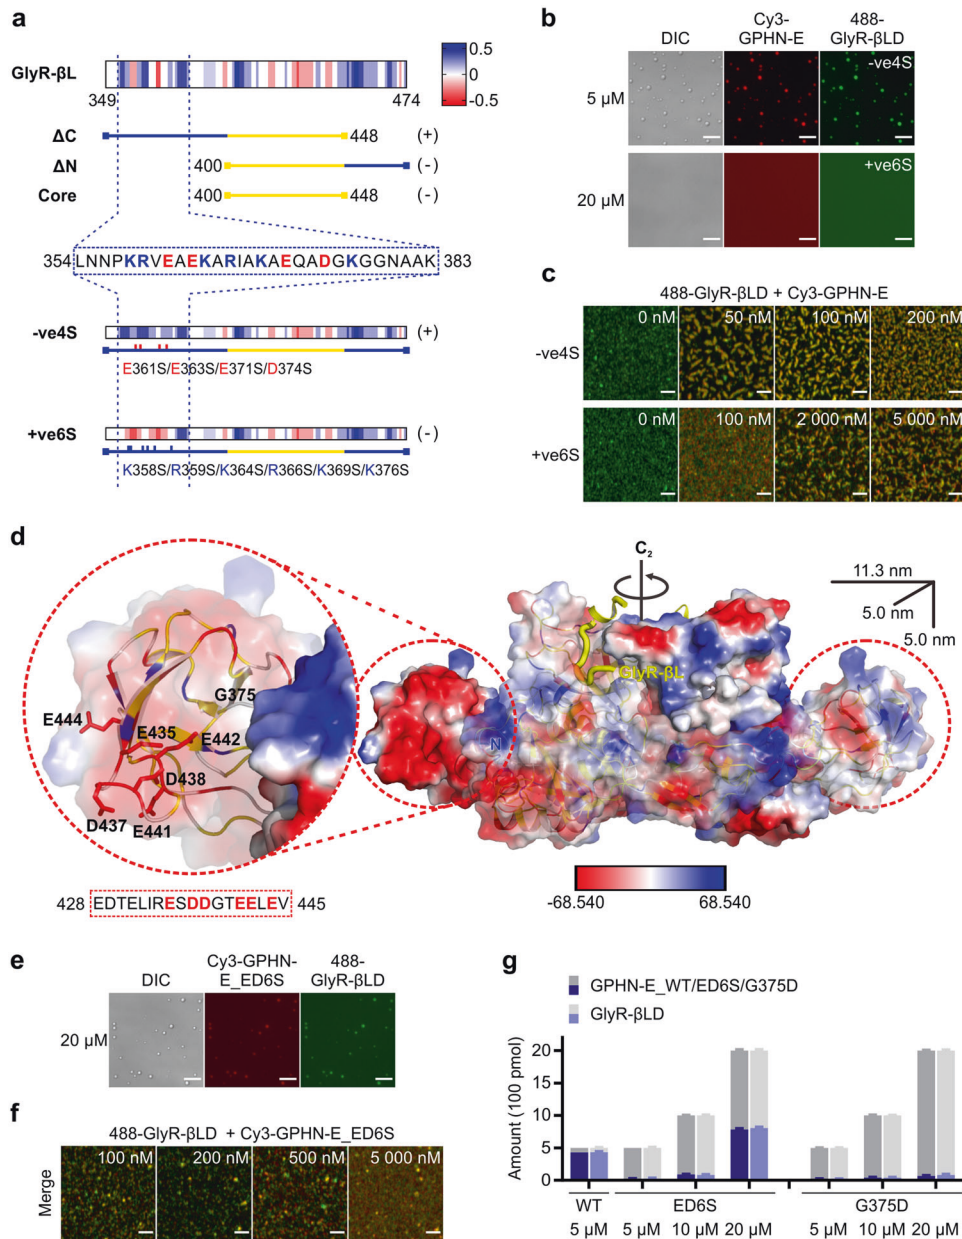 a
GlyR-βL
349
474
0.5
0
-0.5
ΔC
448
(+)
ΔN
400
(-)
Core
400
448
(-)
354 LNNPKRVEAEKARIAKAEQADGKGGNAAK 383
-ve4S
(+)
E361S/E363S/E371S/D374S
+ve6S
(-)
K358S/R359S/K364S/R366S/K369S/K376S
b
DIC
Cy3-
GPHN-E
488-
GlyR-βLD
5 μM
-ve4S
20 μM
+ve6S
c
488-GlyR-βLD + Cy3-GPHN-E
-ve4S
0 nM
50 nM
100 nM
200 nM
+ve6S
0 nM
100 nM
2 000 nM
5 000 nM
d
G375
E444
E435
E442
D438
D437
E441
428 EDTELIRESDDGTEELEV 445
C₂
GlyR-βL
N
11.3 nm
5.0 nm
5.0 nm
-68.540
68.540
e
DIC
Cy3-GPHN-
E_ED6S
488-
GlyR-βLD
20 μM
f
488-GlyR-βLD + Cy3-GPHN-E_ED6S
Merge
100 nM
200 nM
500 nM
5 000 nM
g
GPHN-E_WT/ED6S/G375D
GlyR-βLD
Amount (100 pmol)
20
15
10
5
0
WT
ED6S
G375D
5 μM
5 μM
10 μM
20 μM
5 μM
10 μM
20 μM